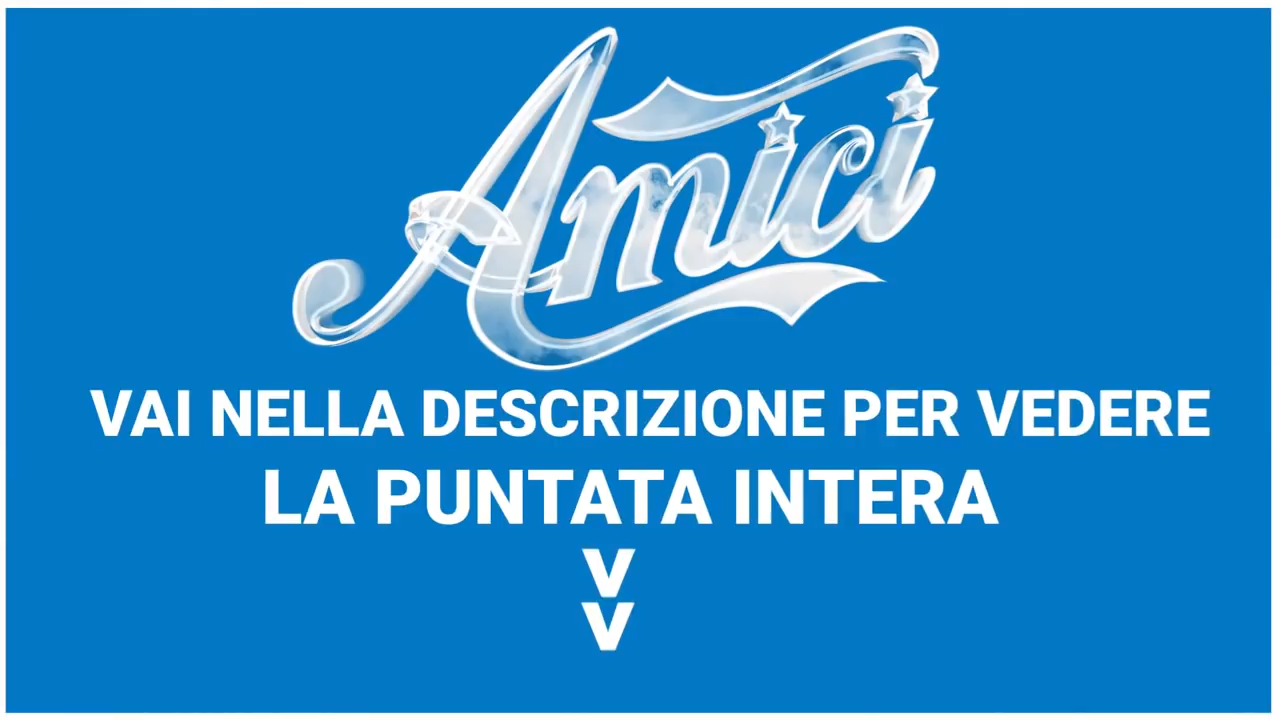 Amici
VAI NELLA DESCRIZIONE PER VEDERE
LA PUNTATA INTERA
V
V